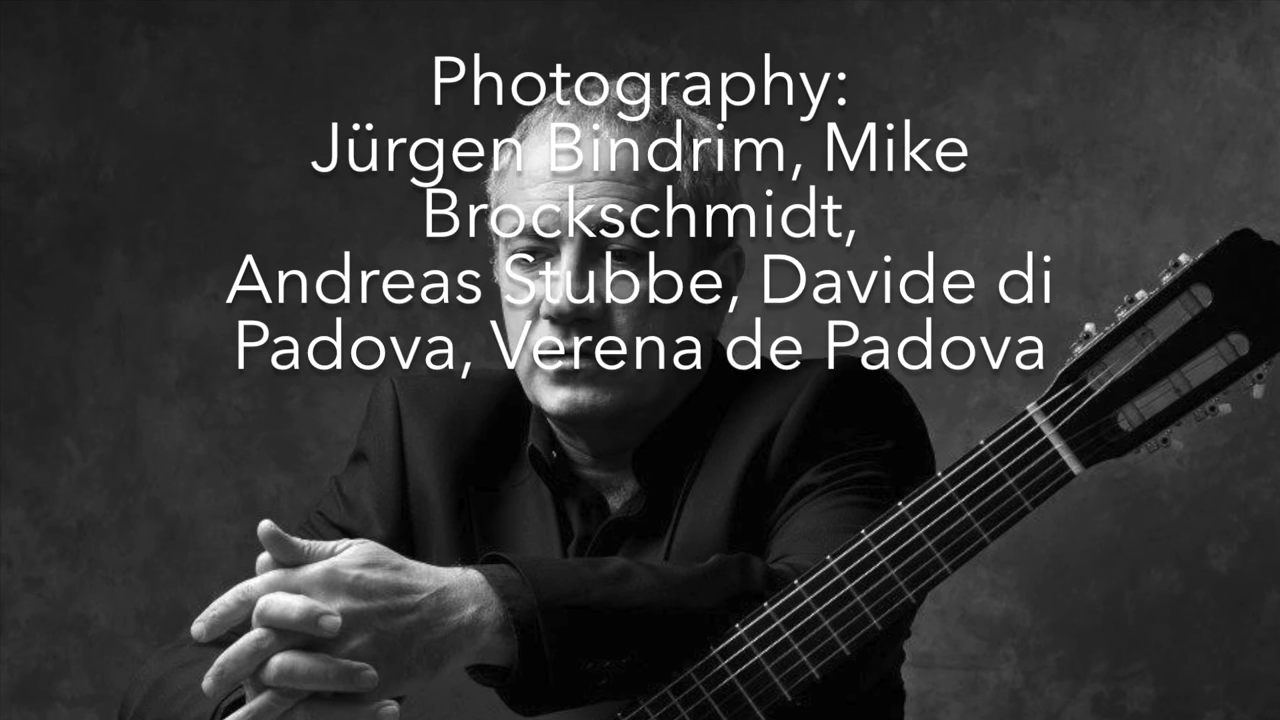 Photography:
Jürgen Bindrim, Mike
Brockschmidt,
Andreas Stubbe, Davide di
Padova, Verena de Padova